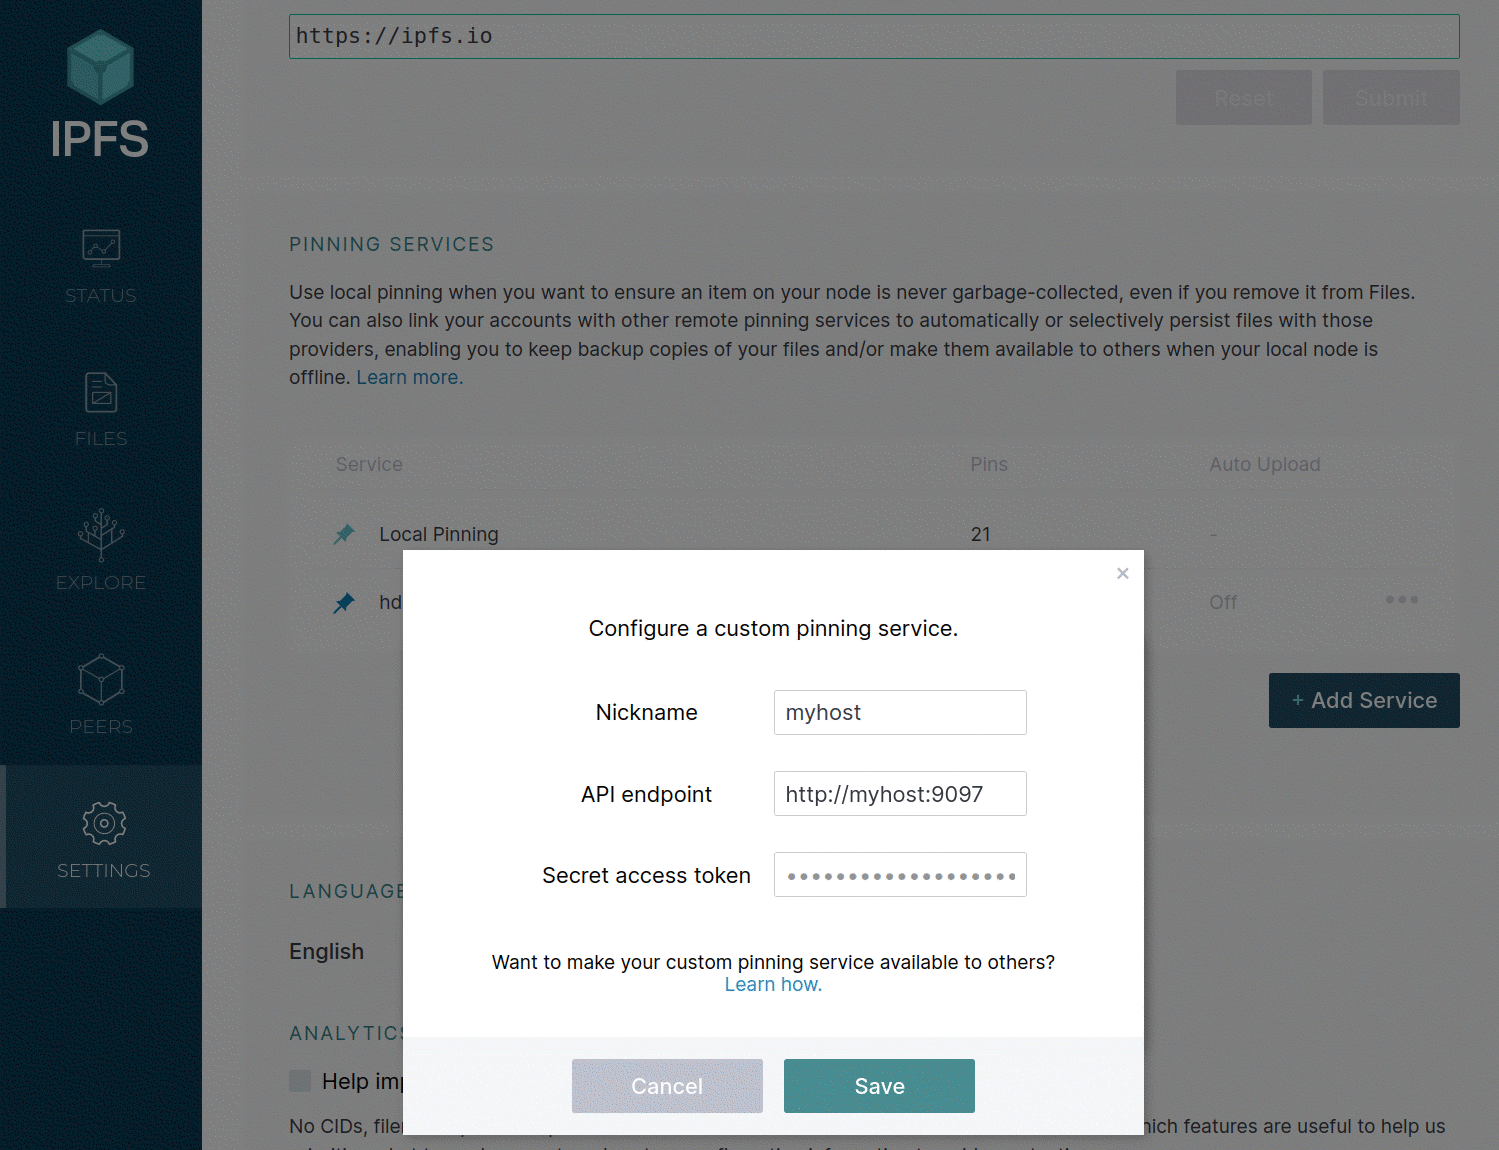 https://ipfs.io
Reset
Submit
IPFS
STATUS
FILES
EXPLORE
PEERS
SETTINGS
PINNING SERVICES
Use local pinning when you want to ensure an item on your node is never garbage-collected, even if you remove it from Files.
You can also link your accounts with other remote pinning services to automatically or selectively persist files with those
providers, enabling you to keep backup copies of your files and/or make them available to others when your local node is
offline. Learn more.
Service
Pins
Auto Upload
Local Pinning
21
-
hd
Off
+ Add Service
×
Configure a custom pinning service.
Nickname
myhost
API endpoint
http://myhost:9097
Secret access token
Want to make your custom pinning service available to others?
Learn how.
Cancel
Save
LANGUAGE
English
ANALYTICS
Help imp
No CIDs, file
hich features are useful to help us